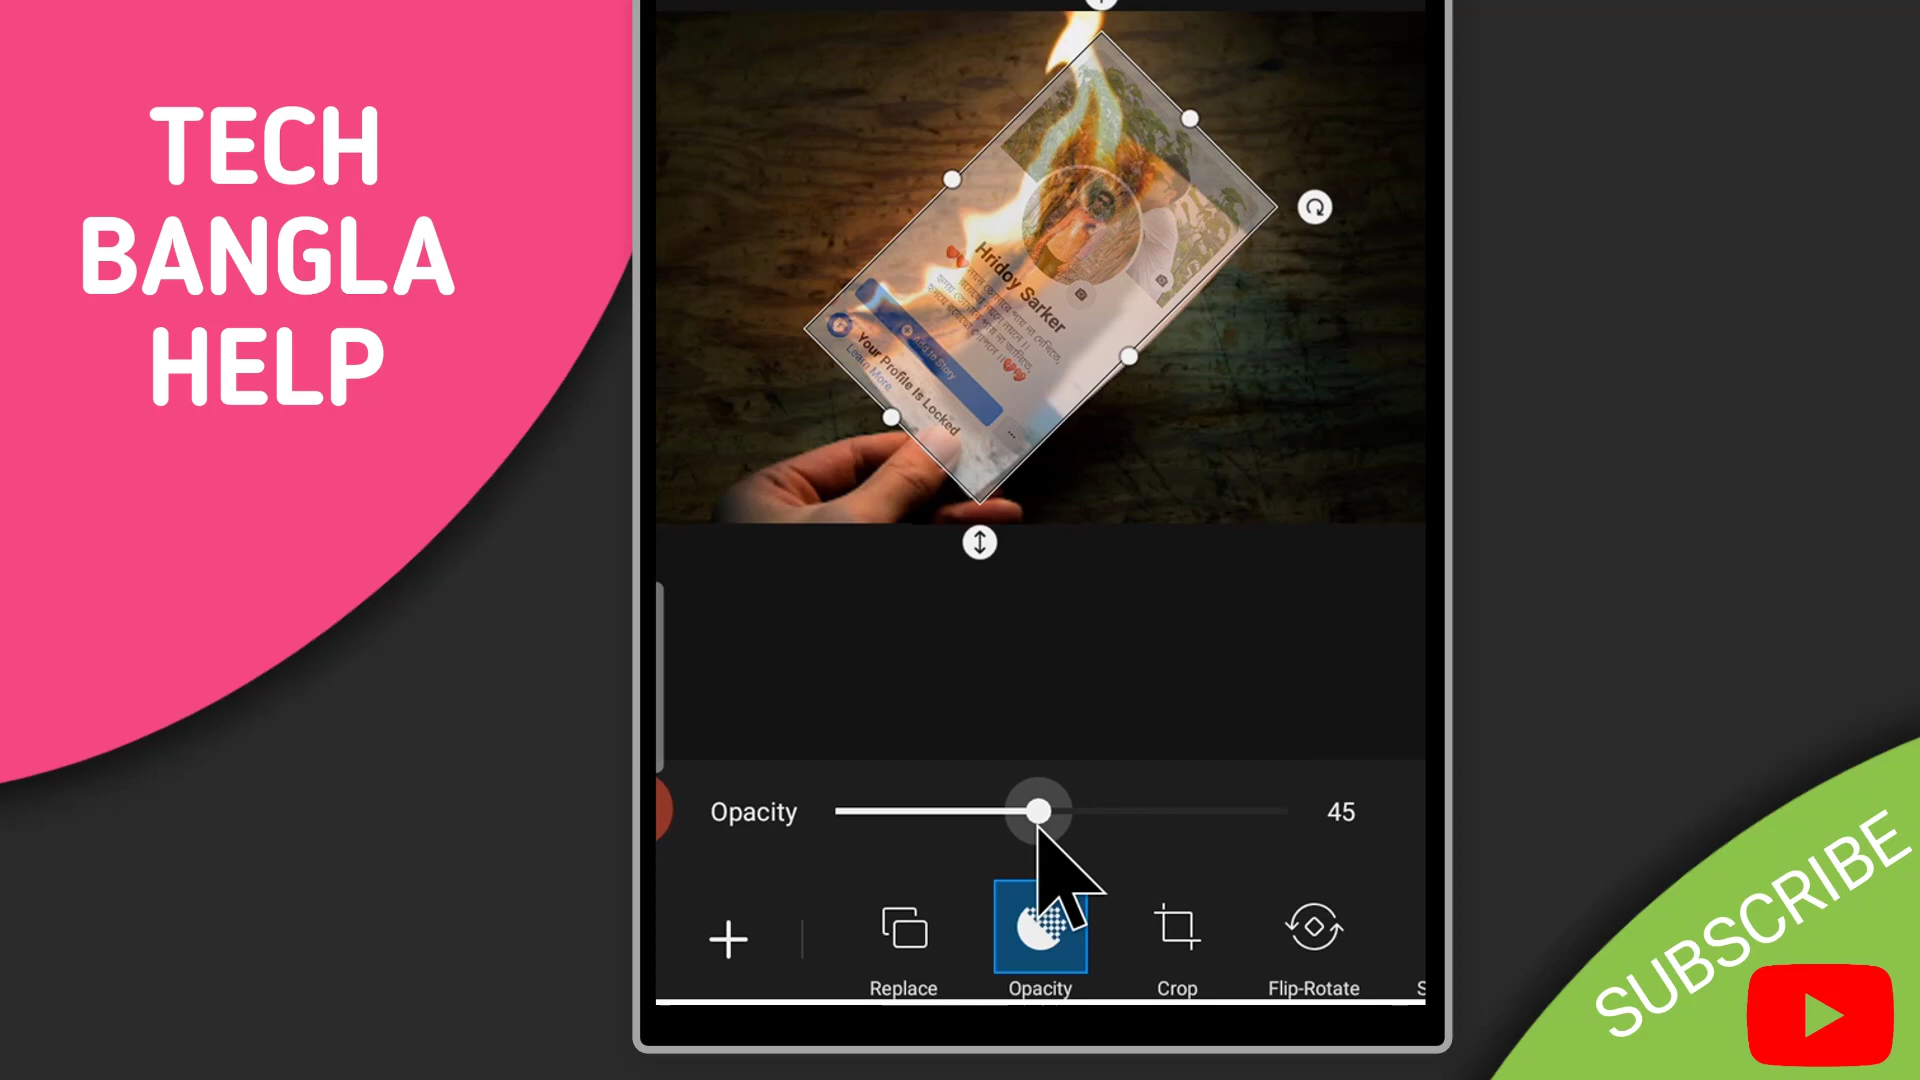 TECH
BANGLA
HELP
Hridoy Sarker
Add to Story
Your Profile Is Locked
Learn More
Opacity
45
Replace
Opacity
Crop
Flip-Rotate
SUBSCRIBE